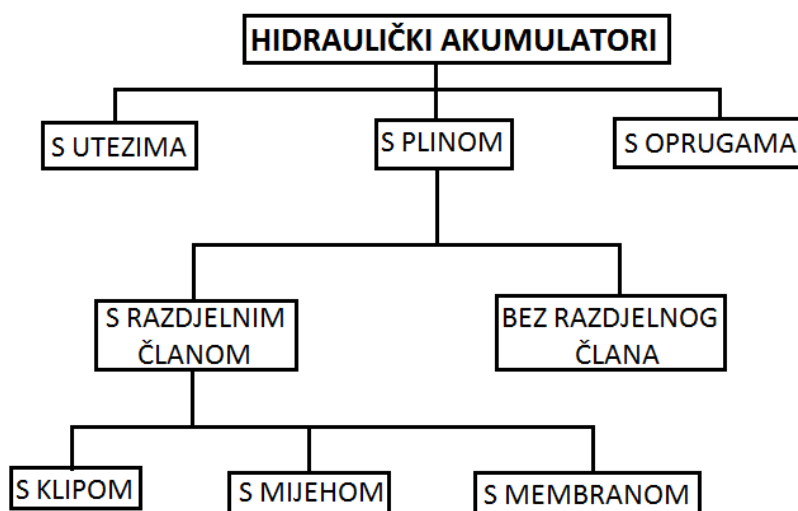 HIDRAULIČKI AKUMULATORI
S UTEZIMA
S PLINOM
S OPRUGAMA
S RAZDJELNIM
ČLANOM
BEZ RAZDJELNOG
ČLANA
S KLIPOM
S MIJEHOM
S MEMBRANOM